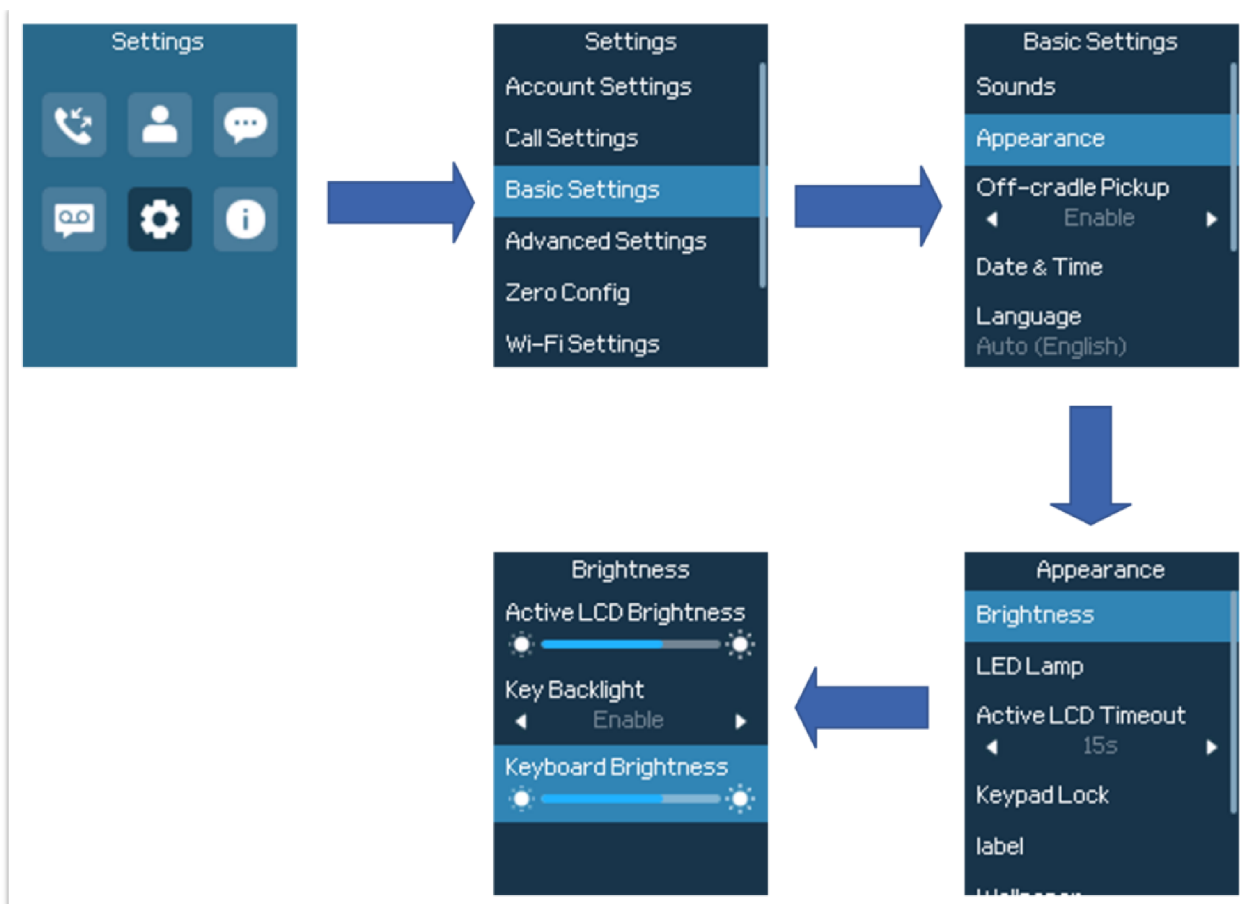 Settings
Settings
Account Settings
Call Settings
Basic Settings
Advanced Settings
Zero Config
Wi-Fi Settings
Basic Settings
Sounds
Appearance
Off-cradle Pickup
Enable
Date & Time
Language
Auto (English)
Appearance
Brightness
LED Lamp
Active LCD Timeout
15s
Keypad Lock
label
Brightness
Active LCD Brightness
Key Backlight
Enable
Keyboard Brightness